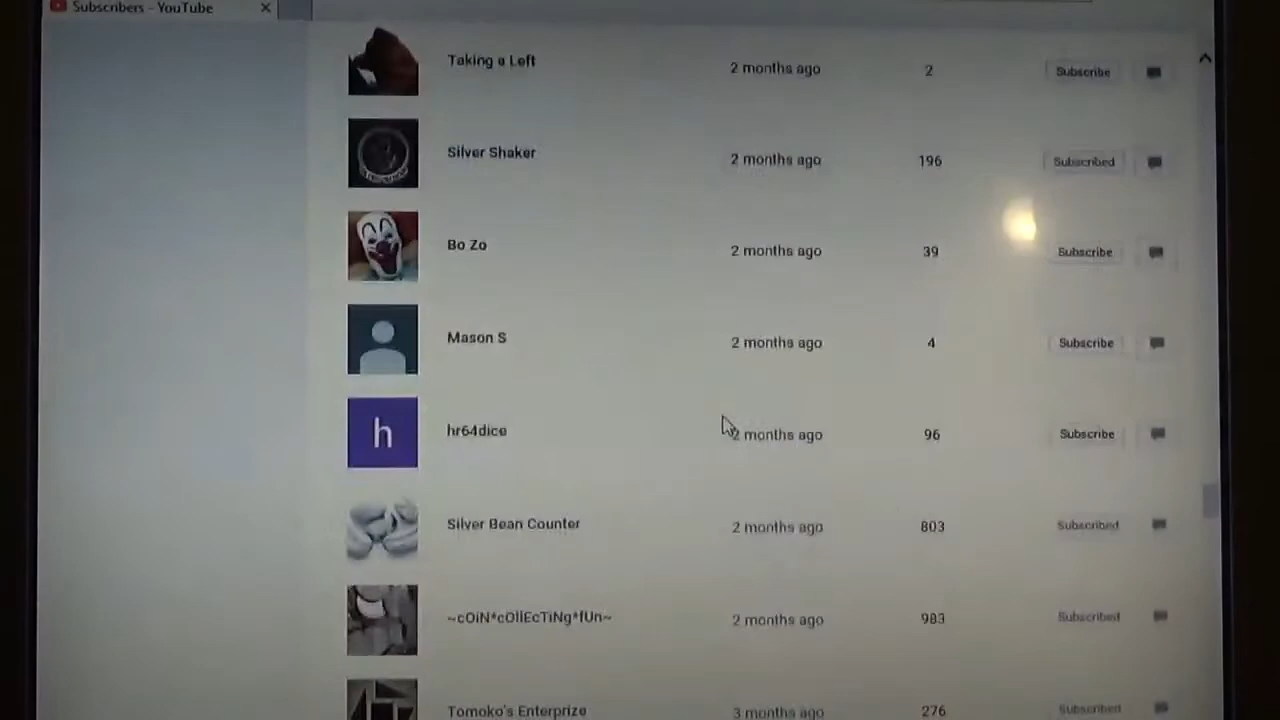 Subscribers - YouTube
Taking a Left 2 months ago 2 Subscribe
Silver Shaker 2 months ago 196 Subscribed
Bo Zo 2 months ago 39 Subscribe
Mason S 2 months ago 4 Subscribe
h hr64dice 2 months ago 96 Subscribe
Silver Bean Counter 2 months ago 803 Subscribed
~cOiN*cOllEcTiNg*fUn~ 2 months ago 983 Subscribed
Tomoko's Enterprize 3 months ago 276 Subscribed